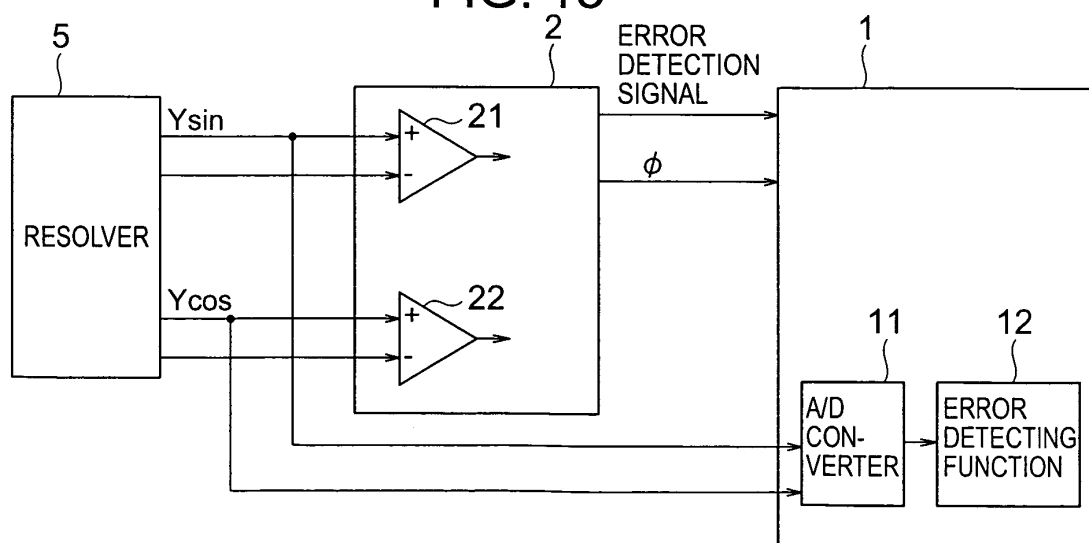 5
2
ERROR
DETECTION
SIGNAL
1
Ysin
+
21
-
ϕ
RESOLVER
Ycos
+
22
-
11
12
A/D
CON-
VERTER
ERROR
DETECTING
FUNCTION